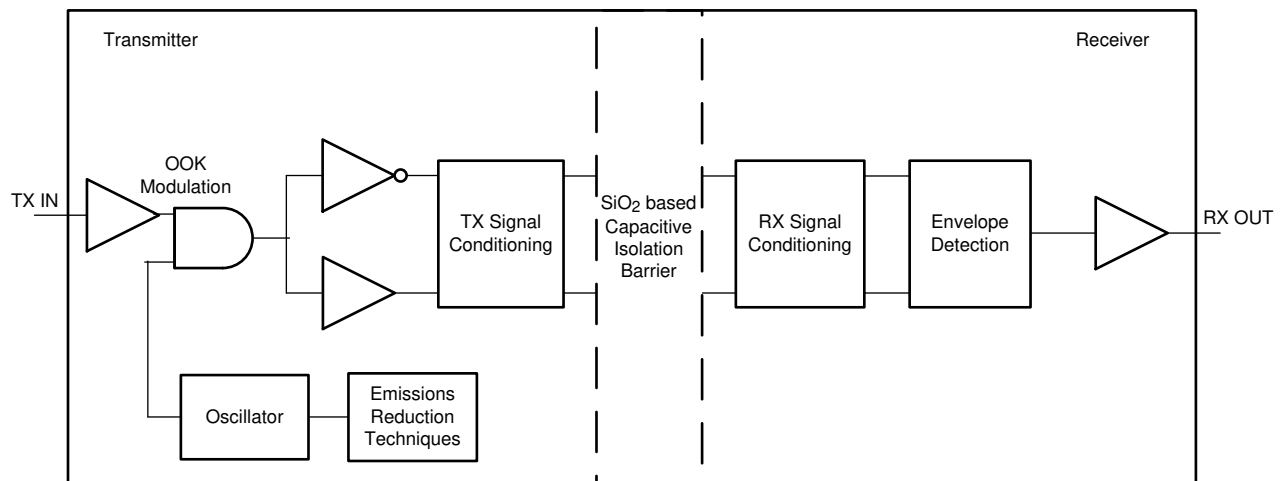 Transmitter
Receiver
OOK
Modulation
TX IN
TX Signal
Conditioning
SiO2 based
Capacitive
Isolation
Barrier
RX Signal
Conditioning
Envelope
Detection
RX OUT
Oscillator
Emissions
Reduction
Techniques